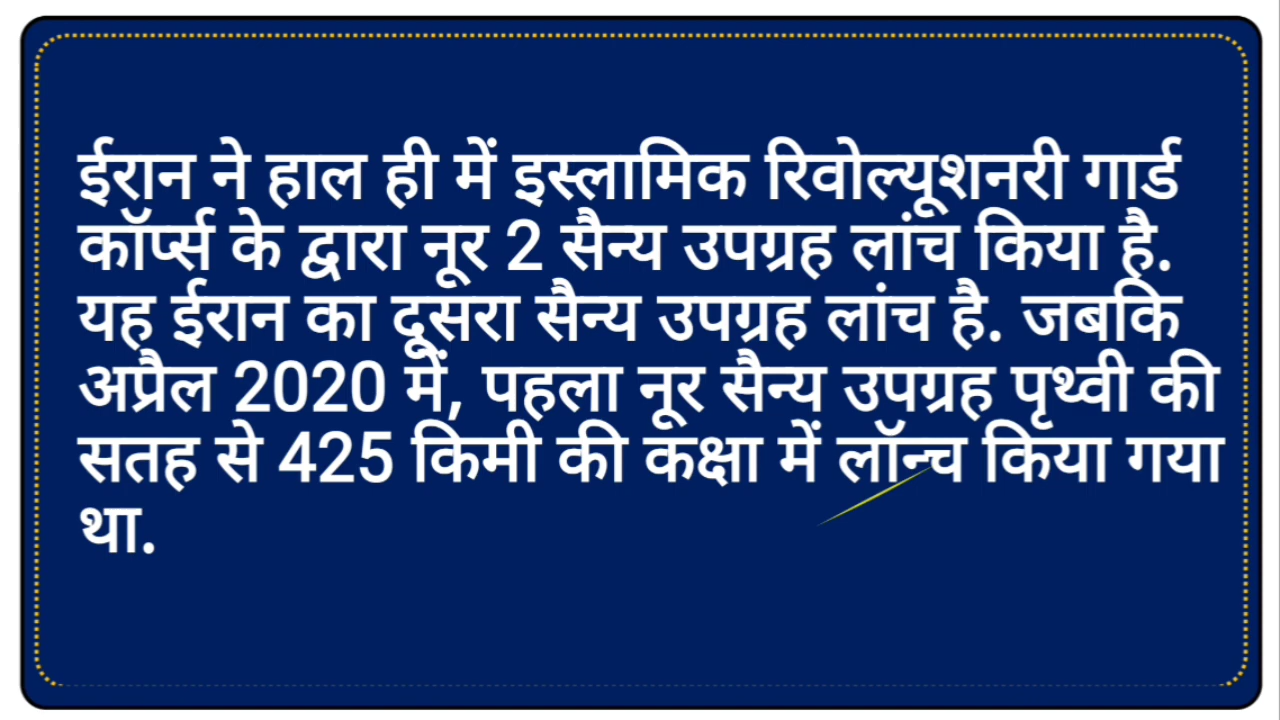 ईरान ने हाल ही में इस्लामिक रिवोल्यूशनरी गार्ड
कॉर्प्स के द्वारा नूर 2 सैन्य उपग्रह लांच किया है.
यह ईरान का दूसरा सैन्य उपग्रह लांच है. जबकि
अप्रैल 2020 में, पहला नूर सैन्य उपग्रह पृथ्वी की
सतह से 425 किमी की कक्षा में लॉन्च किया गया
था.